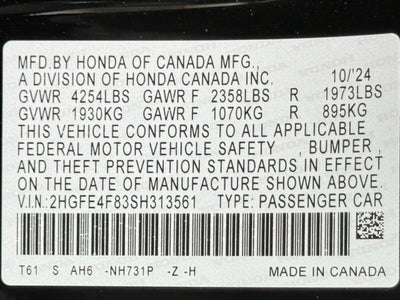 MFD.BY HONDA OF CANADA MFG.,
A DIVISION OF HONDA CANADA INC. 10/'24
GVWR 4254LBS GAWR F 2358LBS R 1973LBS
GVWR 1930KG GAWR F 1070KG R 895KG
THIS VEHICLE CONFORMS TO ALL APPLICABLE
FEDERAL MOTOR VEHICLE SAFETY , BUMPER ,
AND THEFT PREVENTION STANDARDS IN EFFECT
ON THE DATE OF MANUFACTURE SHOWN ABOVE.
V.I.N.:2HGFE4F83SH313561 TYPE: PASSENGER CAR
T61 S AH6 -NH731P -Z -H MADE IN CANADA